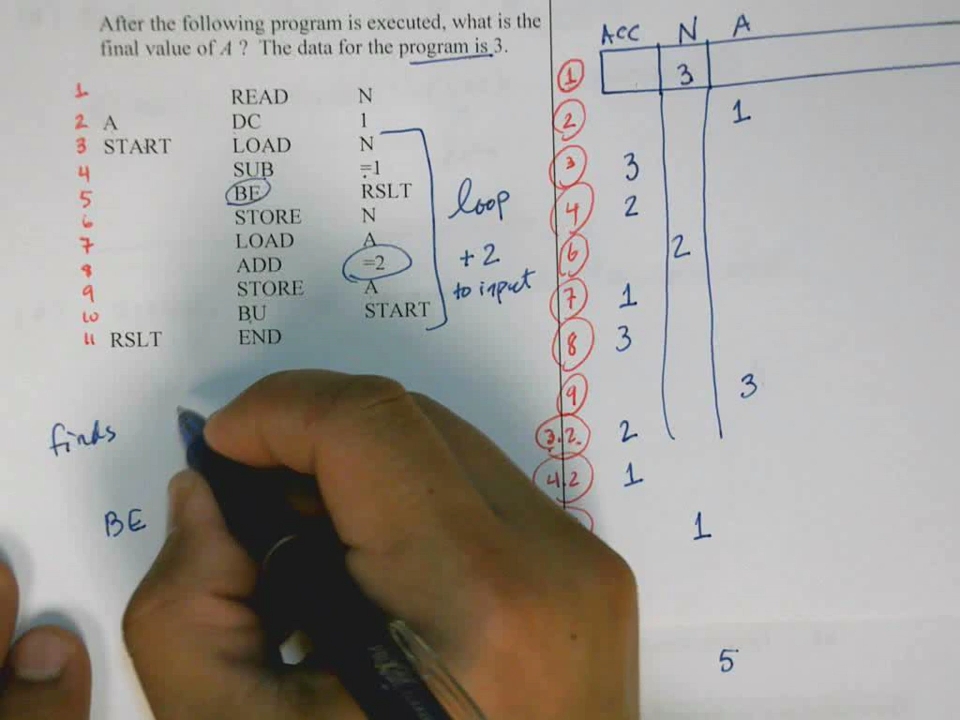 After the following program is executed, what is the
final value of A ? The data for the program is 3.
1 READ N
2 A DC 1
3 START LOAD N
4 SUB =1
5 BE RSLT
6 STORE N
7 LOAD A
8 ADD =2
9 STORE A
10 BU START
11 RSLT END
loop
+2
to input
finds
BE
ACC N A
1 3
2 1
3 3
4 2
6 2
7 1
8 3
9 3
3.2. 2
4.2 1
1
5